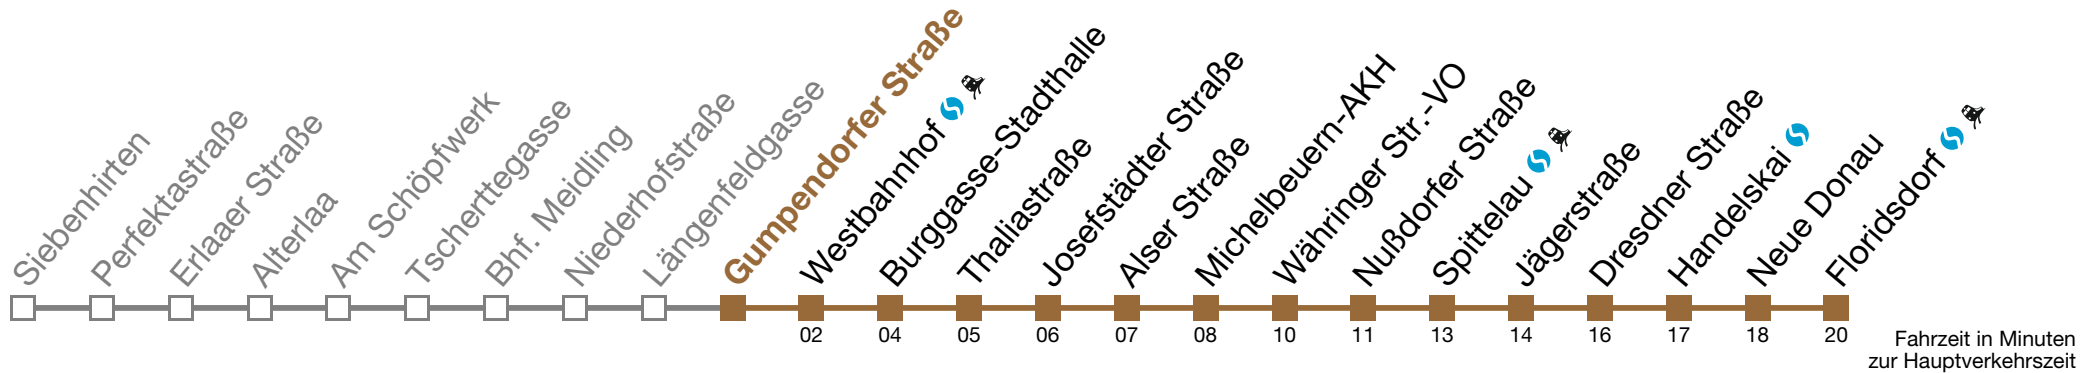 Siebenhirten
Perfektastraße
Erlaaer Straße
Alterlaa
Am Schöpfwerk
Tscherttegasse
Bhf. Meidling
Niederhofstraße
Längenfeldgasse
Gumpendorfer Straße
Westbahnhof
Burggasse-Stadthalle
Thaliastraße
Josefstädter Straße
Alser Straße
Michelbeuern-AKH
Währinger Str.-VO
Nußdorfer Straße
Spittelau
Jägerstraße
Dresdner Straße
Handelskai
Neue Donau
Floridsdorf
02 04 05 06 07 08 10 11 13 14 16 17 18 20
Fahrzeit in Minuten
zur Hauptverkehrszeit